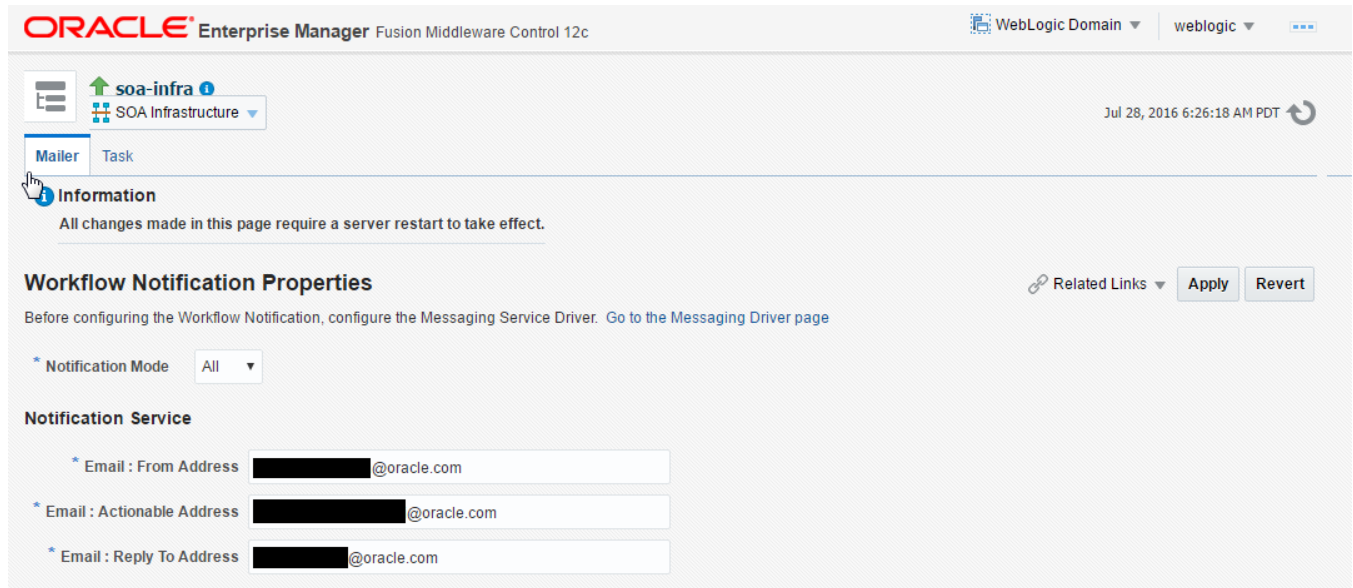 ORACLE Enterprise Manager Fusion Middleware Control 12c
WebLogic Domain
weblogic
soa-infra
SOA Infrastructure
Jul 28, 2016 6:26:18 AM PDT
Mailer Task
Information
All changes made in this page require a server restart to take effect.
Workflow Notification Properties
Related Links
Apply
Revert
Before configuring the Workflow Notification, configure the Messaging Service Driver. Go to the Messaging Driver page
* Notification Mode All
Notification Service
* Email : From Address @oracle.com
* Email : Actionable Address @oracle.com
* Email : Reply To Address @oracle.com